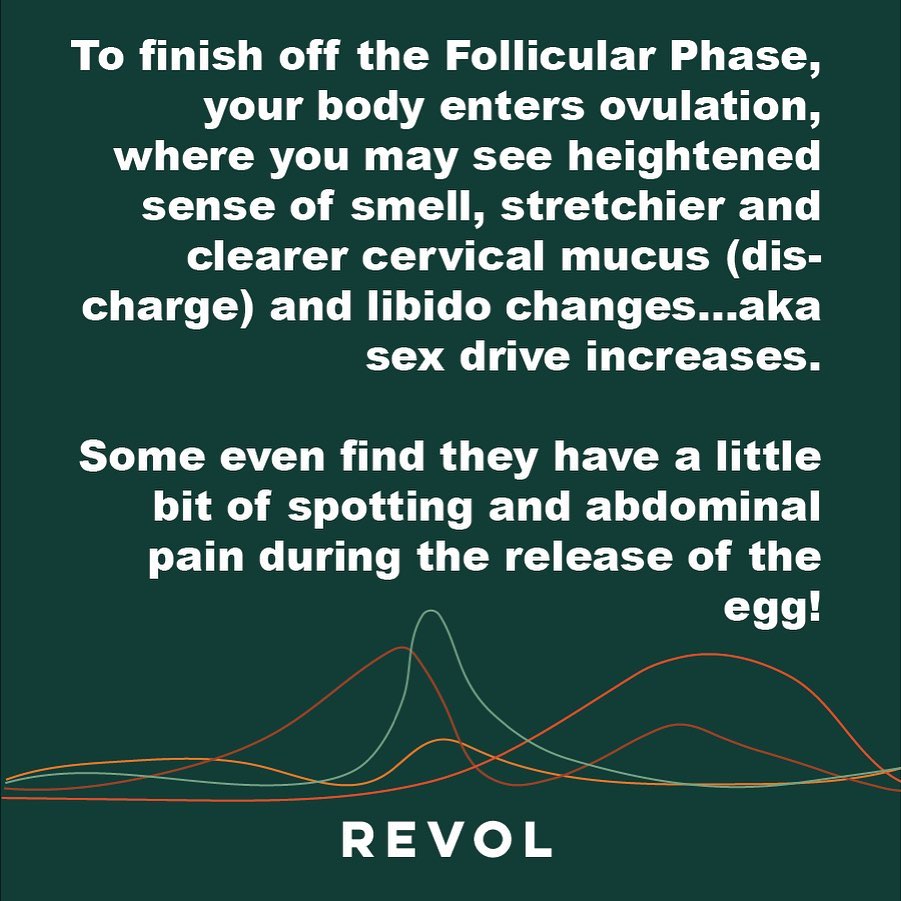 To finish off the Follicular Phase,
your body enters ovulation,
where you may see heightened
sense of smell, stretchier and
clearer cervical mucus (dis-
charge) and libido changes...aka
sex drive increases.
Some even find they have a little
bit of spotting and abdominal
pain during the release of the
egg!
REVOL